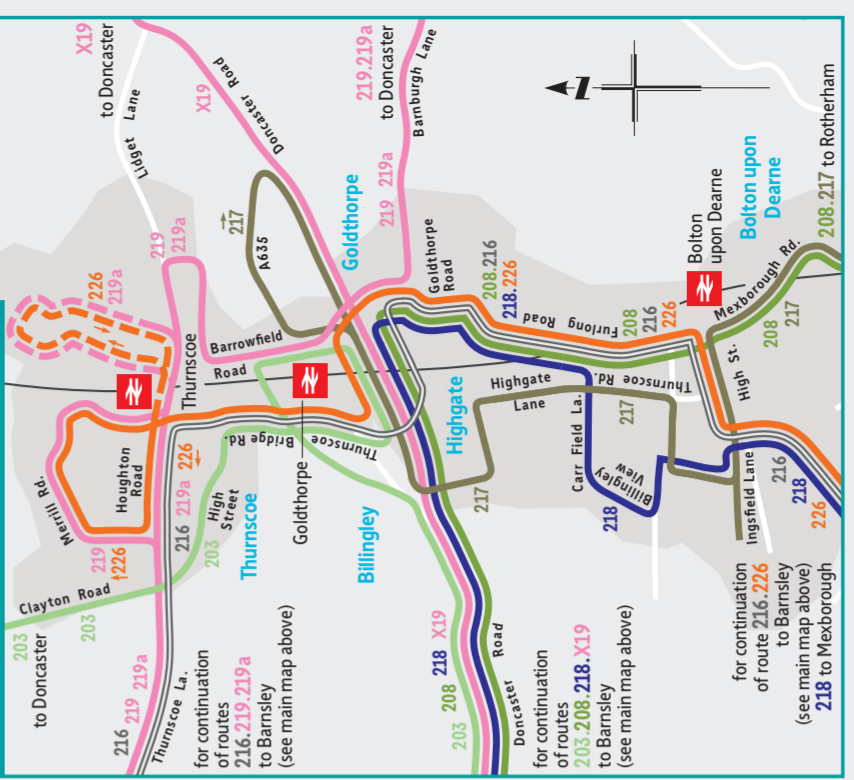 X19
to Doncaster
Lidget Lane
X19
Doncaster Road
219.219a
to Doncaster
Barnburgh Lane
219 219a
N
217
A635
Goldthorpe
219
219a
226
219a
Barrowfield
Road
Thurnscoe
Goldthorpe
Road
208.216
218.226
Furlong Road
208
216
226
Bolton
upon Dearne
Bolton upon
Dearne
208.217 to Rotherham
Mexborough Rd.
208
217
High St.
Thurnscoe Rd.
Highgate
Lane
Highgate
217
Carr Field La.
Billingley
View
218
217
Ingsfield Lane
216
218
226
Merrill Rd.
Houghton
Road
219
226
216 219a 226
High
Street
203
Thurnscoe
Bridge Rd.
Thurnscoe
Goldthorpe
Billingley
Clayton Road
203
203
to Doncaster
216 219 219a
Thurnscoe La.
for continuation
of routes
216.219.219a
to Barnsley
(see main map above)
203 208 218 X19
Doncaster Road
for continuation
of routes
203.208.218.X19
to Barnsley
(see main map above)
for continuation
of route 216.226
to Barnsley
(see main map above)
218 to Mexborough